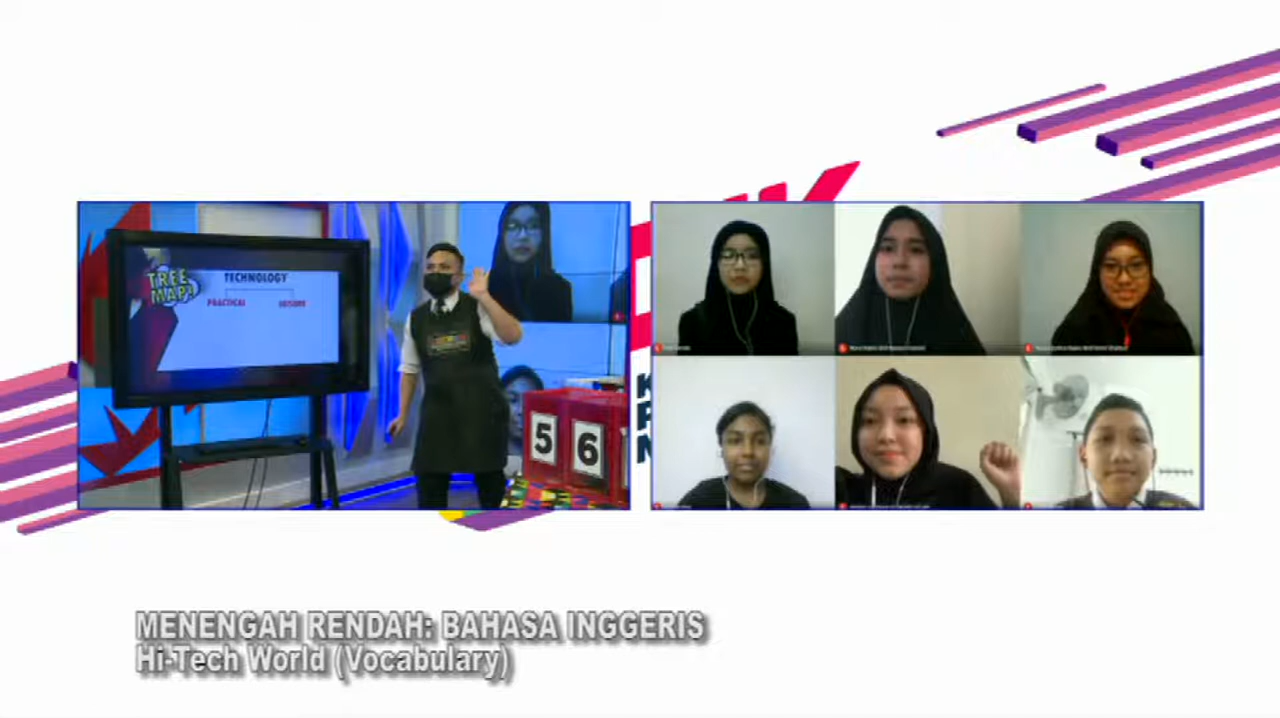 TREE
MAP!
TECHNOLOGY
PRACTICAL
LEISURE
5 6
MENENGAH RENDAH: BAHASA INGGERIS
Hi-Tech World (Vocabulary)